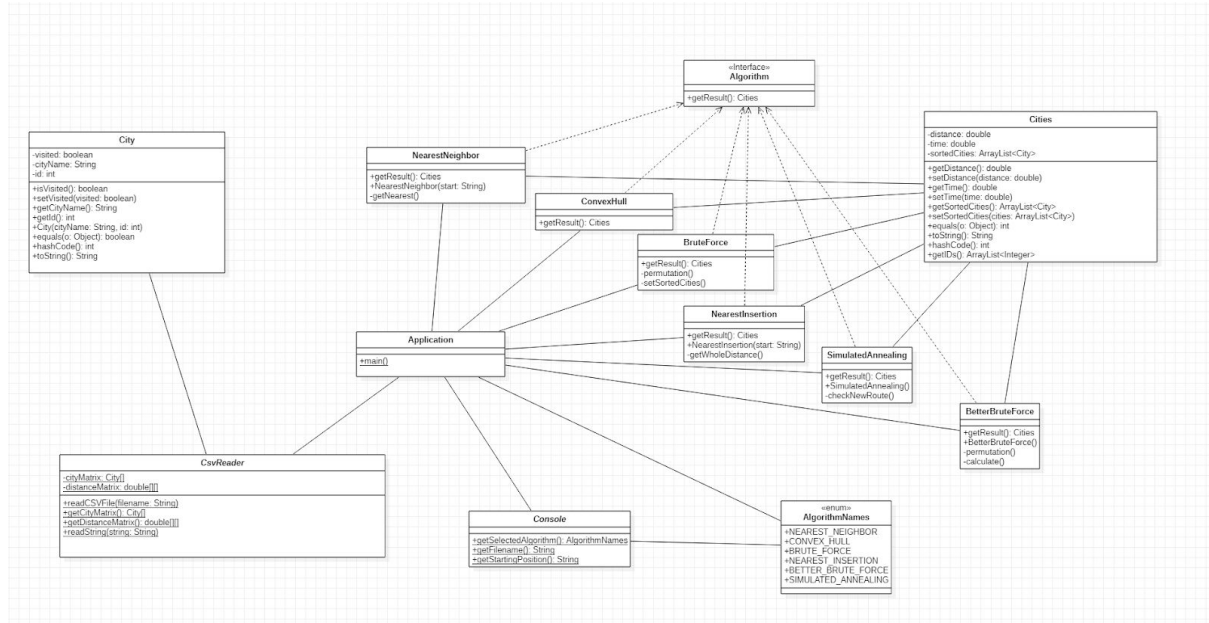 «Interface»
Algorithm
+getResult(): Cities
City
-visited: boolean
-cityName: String
-id: int
+isVisited(): boolean
+setVisited(visited: boolean)
+getCityName(): String
+getId(): int
+City(cityName: String, id: int)
+equals(o: Object): boolean
+hashCode(): int
+toString(): String
NearestNeighbor
+getResult(): Cities
+NearestNeighbor(start: String)
-getNearest()
Cities
-distance: double
-time: double
-sortedCities: ArrayList<City>
+getDistance(): double
+setDistance(distance: double)
+getTime(): double
+setTime(time: double)
+getSortedCities(): ArrayList<City>
+setSortedCities(cities: ArrayList<City>)
+equals(o: Object): int
+toString(): String
+hashCode(): int
+getIDs(): ArrayList<Integer>
ConvexHull
+getResult(): Cities
BruteForce
+getResult(): Cities
-permutation()
-setSortedCities()
NearestInsertion
+getResult(): Cities
+NearestInsertion(start: String)
-getWholeDistance()
Application
+main()
SimulatedAnnealing
+getResult(): Cities
+SimulatedAnnealing()
-checkNewRoute()
BetterBruteForce
+getResult(): Cities
+BetterBruteForce()
-permutation()
-calculate()
CsvReader
-cityMatrix: City[]
-distanceMatrix: double[][]
+readCSVFile(filename: String)
+getCityMatrix(): City[]
+getDistanceMatrix(): double[][]
+readString(string: String)
Console
+getSelectedAlgorithm(): AlgorithmNames
+getFilename(): String
+getStartingPosition(): String
«enum»
AlgorithmNames
+NEAREST_NEIGHBOR
+CONVEX_HULL
+BRUTE_FORCE
+NEAREST_INSERTION
+BETTER_BRUTE_FORCE
+SIMULATED_ANNEALING